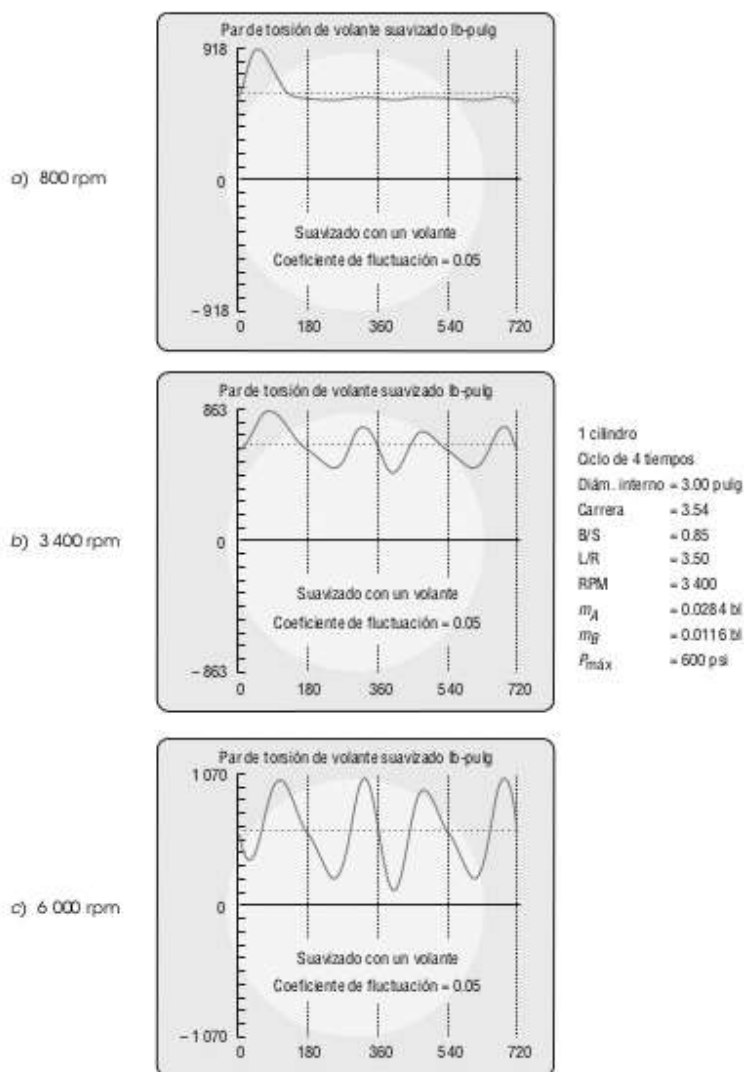 a) 800 rpm
Par de torsión de volante suavizado lb-pulg
918
0
−918
Suavizado con un volante
Coeficiente de fluctuación = 0.05
0 180 360 540 720
b) 3 400 rpm
Par de torsión de volante suavizado lb-pulg
863
0
−863
Suavizado con un volante
Coeficiente de fluctuación = 0.05
0 180 360 540 720
1 cilindro
Ciclo de 4 tiempos
Diám. interno = 3.00 pulg
Carrera = 3.54
B/S = 0.85
L/R = 3.50
RPM = 3 400
mA = 0.0284 bl
mB = 0.0116 bl
Pmáx = 600 psi
c) 6 000 rpm
Par de torsión de volante suavizado lb-pulg
1 070
0
−1 070
Suavizado con un volante
Coeficiente de fluctuación = 0.05
0 180 360 540 720